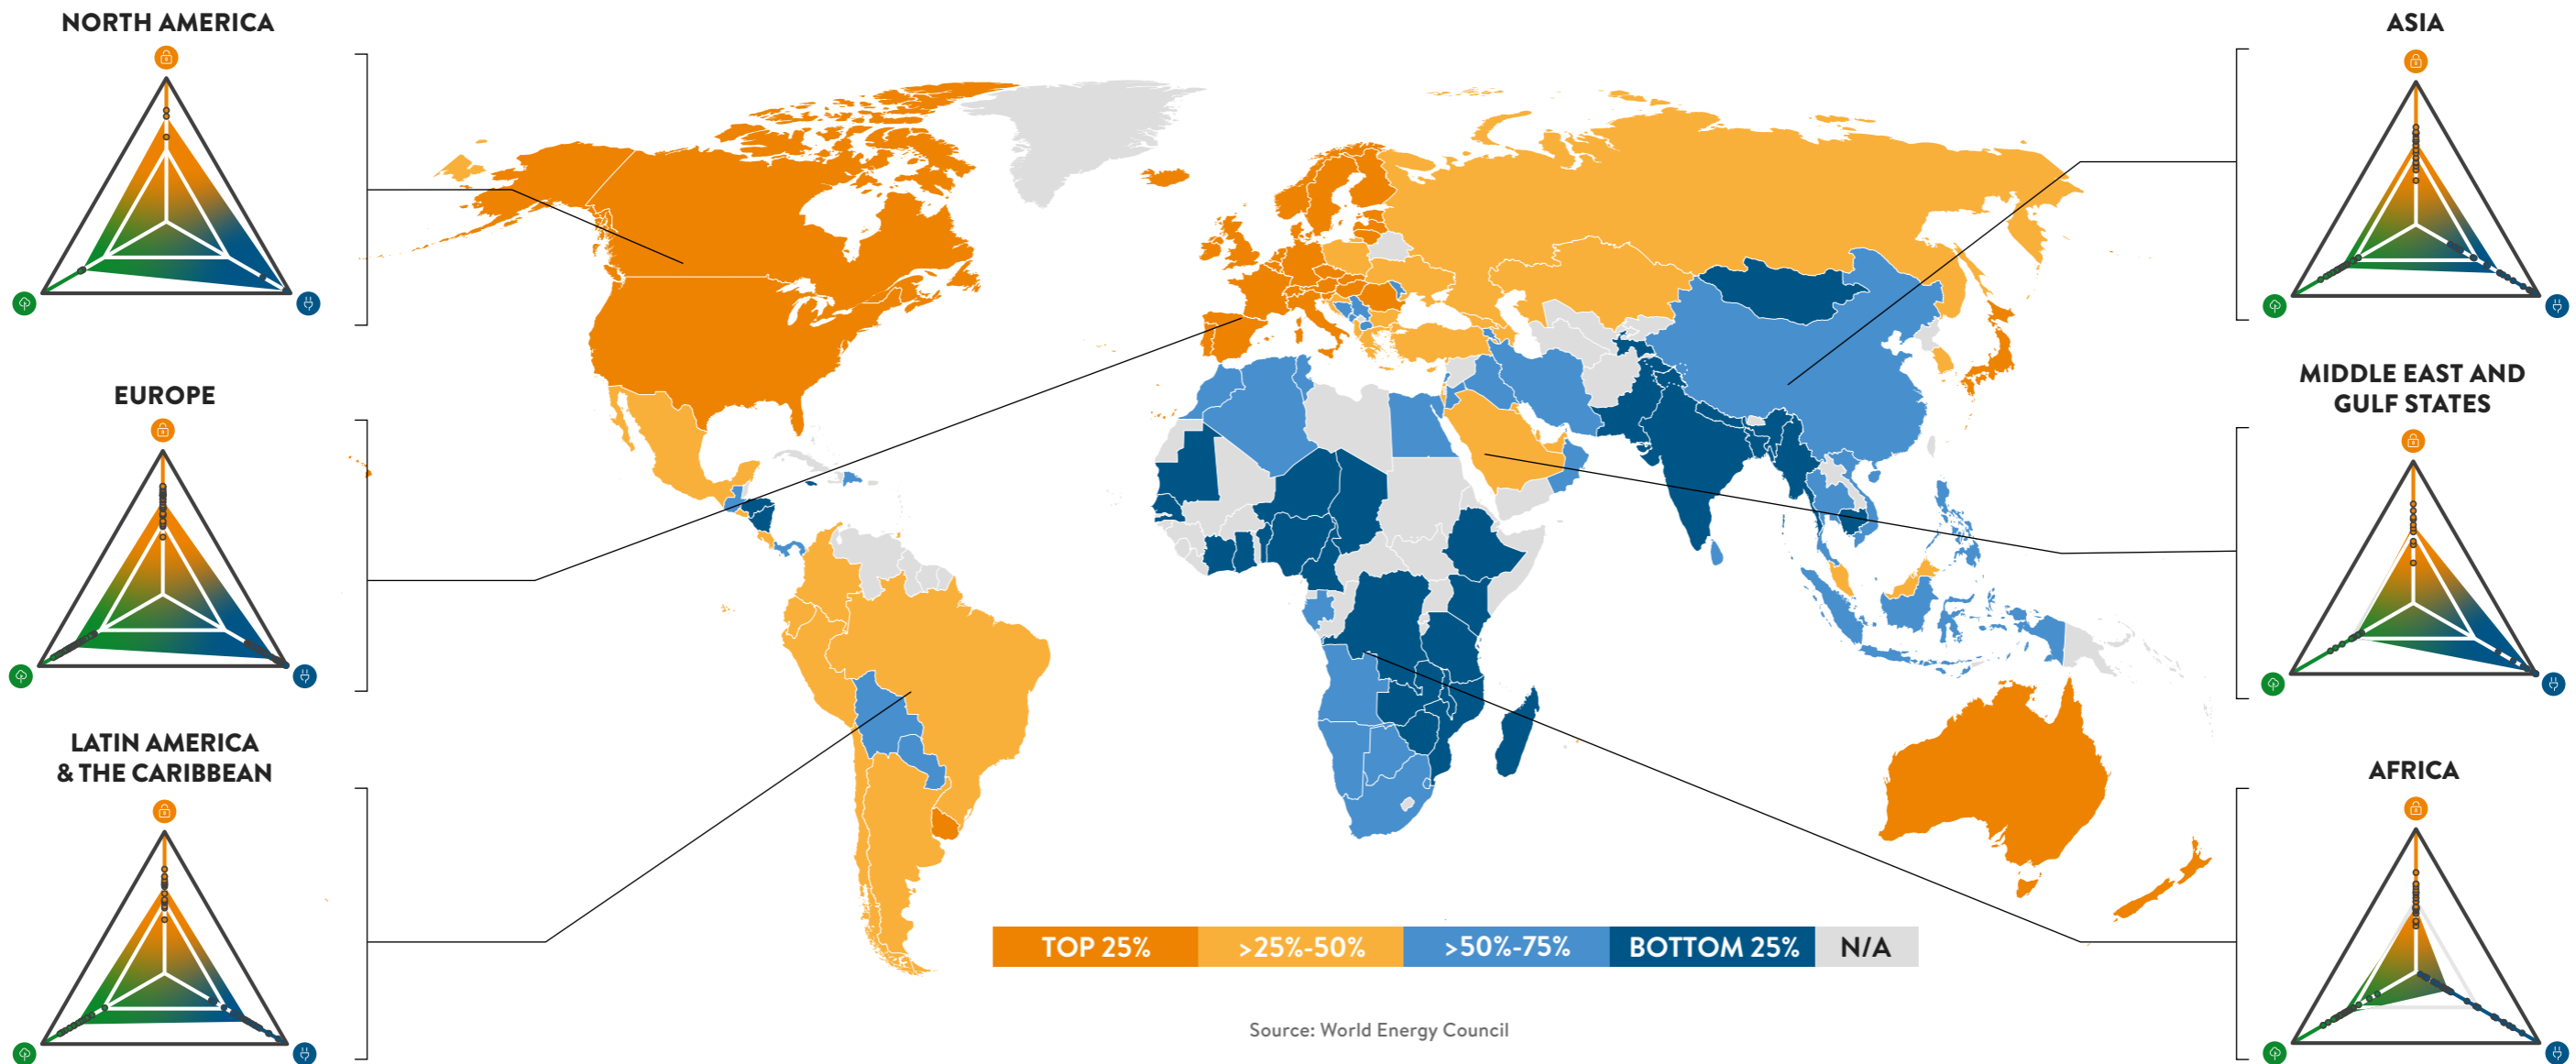 NORTH AMERICA
EUROPE
LATIN AMERICA
& THE CARIBBEAN
ASIA
MIDDLE EAST AND
GULF STATES
AFRICA
TOP 25%
>25%-50%
>50%-75%
BOTTOM 25%
N/A
Source: World Energy Council